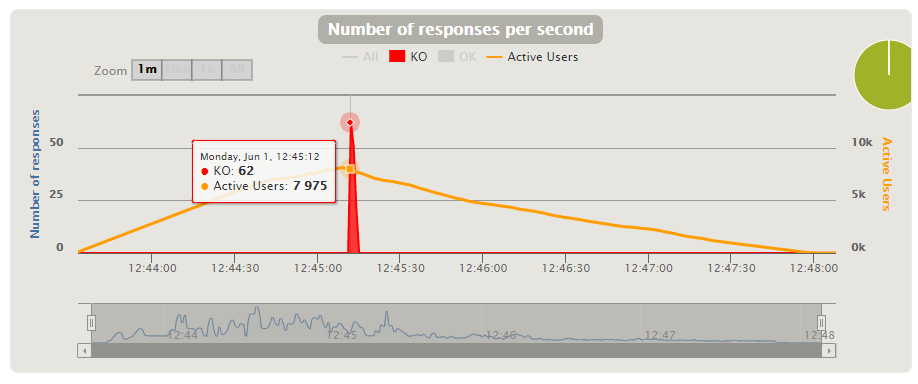 Number of responses per second
All KO OK Active Users
Zoom 1m 10m 1h All
Number of responses
50
25
0
Monday, Jun 1, 12:45:12
KO: 62
Active Users: 7 975
10k
5k
0k
Active Users
12:44:00 12:44:30 12:45:00 12:45:30 12:46:00 12:46:30 12:47:00 12:47:30 12:48:00
12:44 12:45 12:46 12:47 12:48